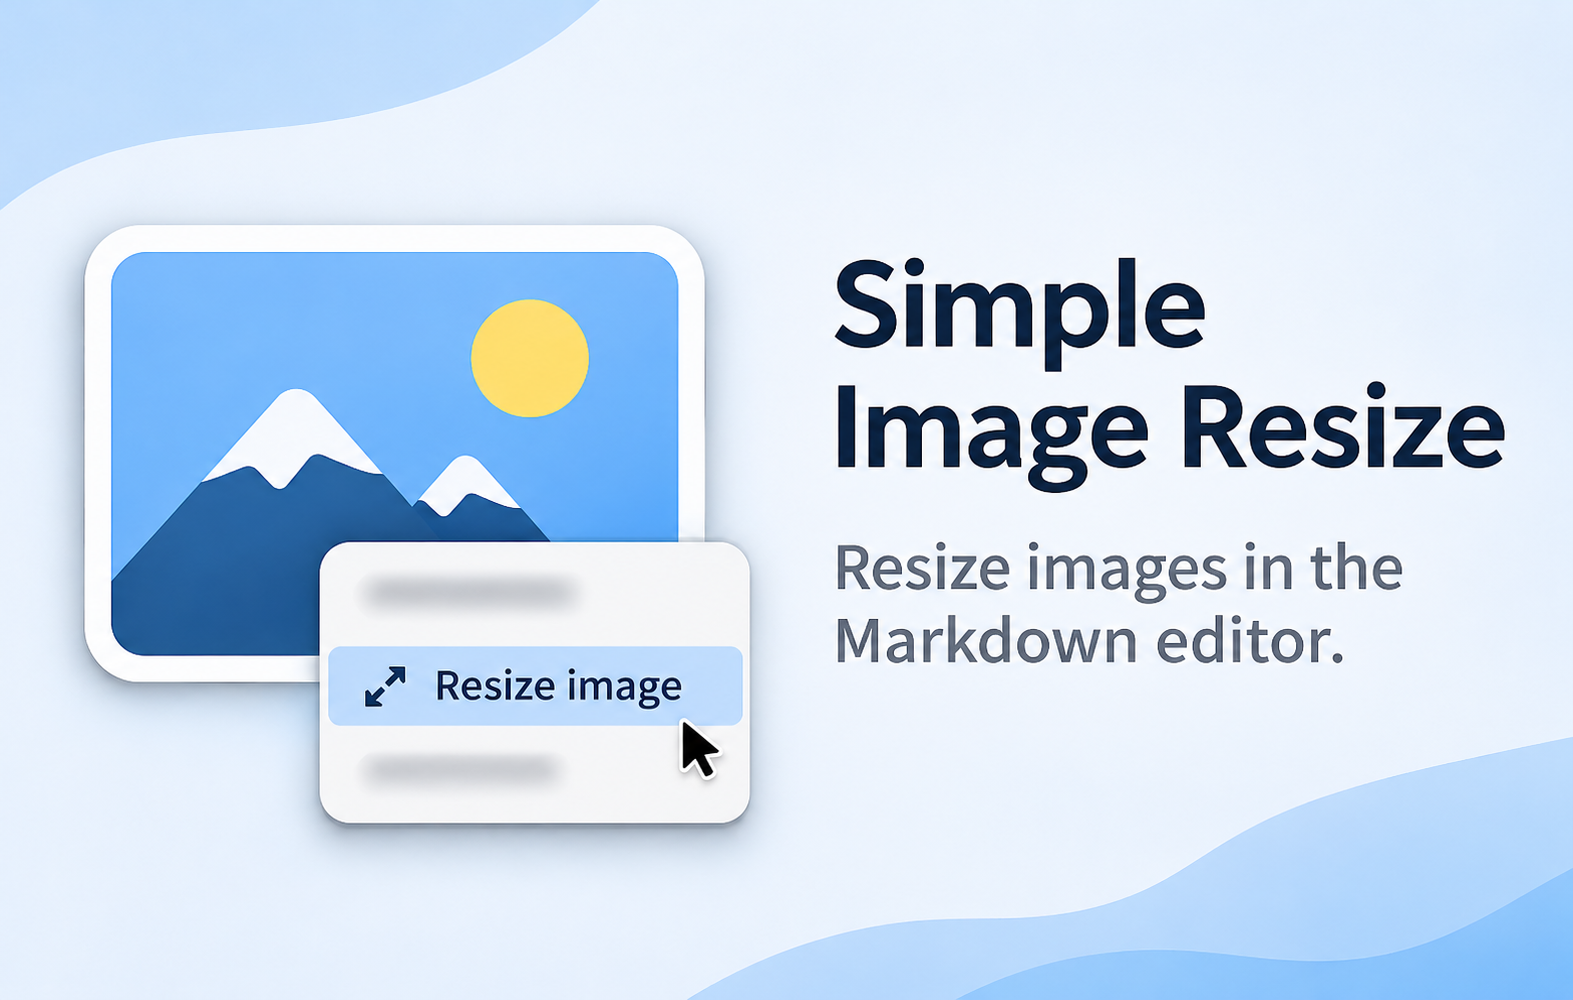 Simple
Image Resize
Resize images in the
Markdown editor.
Resize image